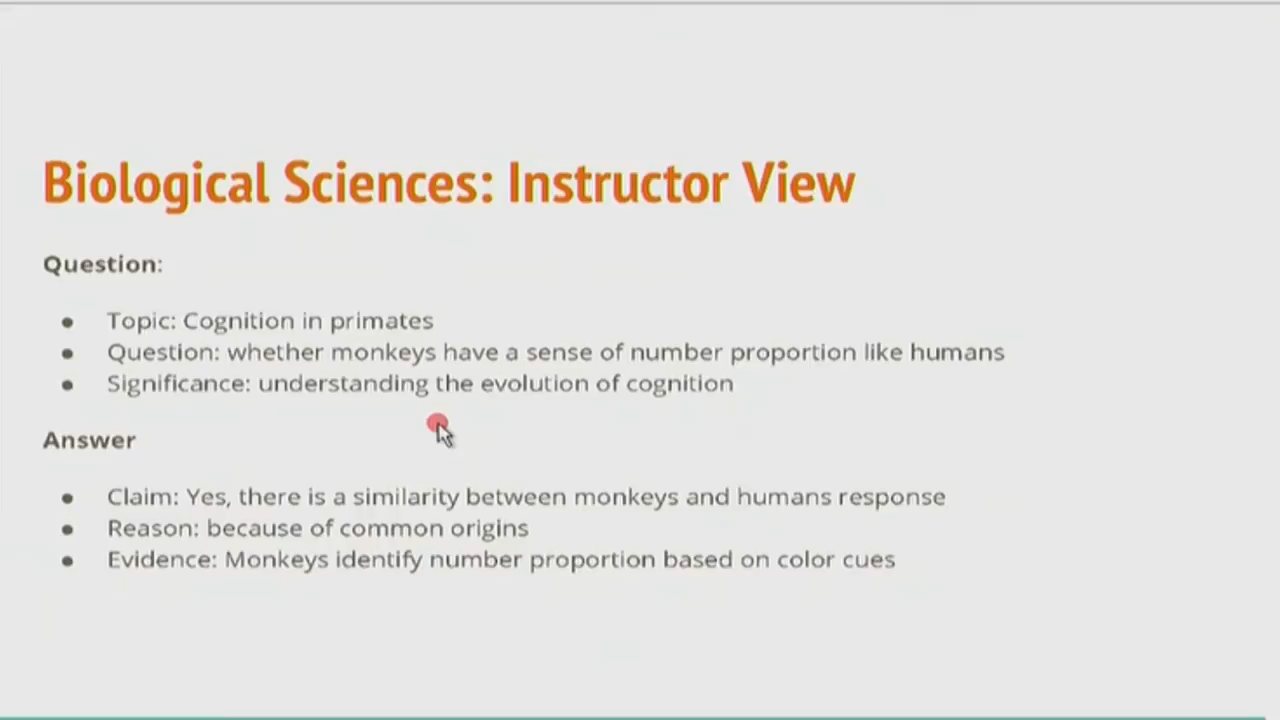 Biological Sciences: Instructor View
Question:
● Topic: Cognition in primates
● Question: whether monkeys have a sense of number proportion like humans
● Significance: understanding the evolution of cognition
Answer
● Claim: Yes, there is a similarity between monkeys and humans response
● Reason: because of common origins
● Evidence: Monkeys identify number proportion based on color cues